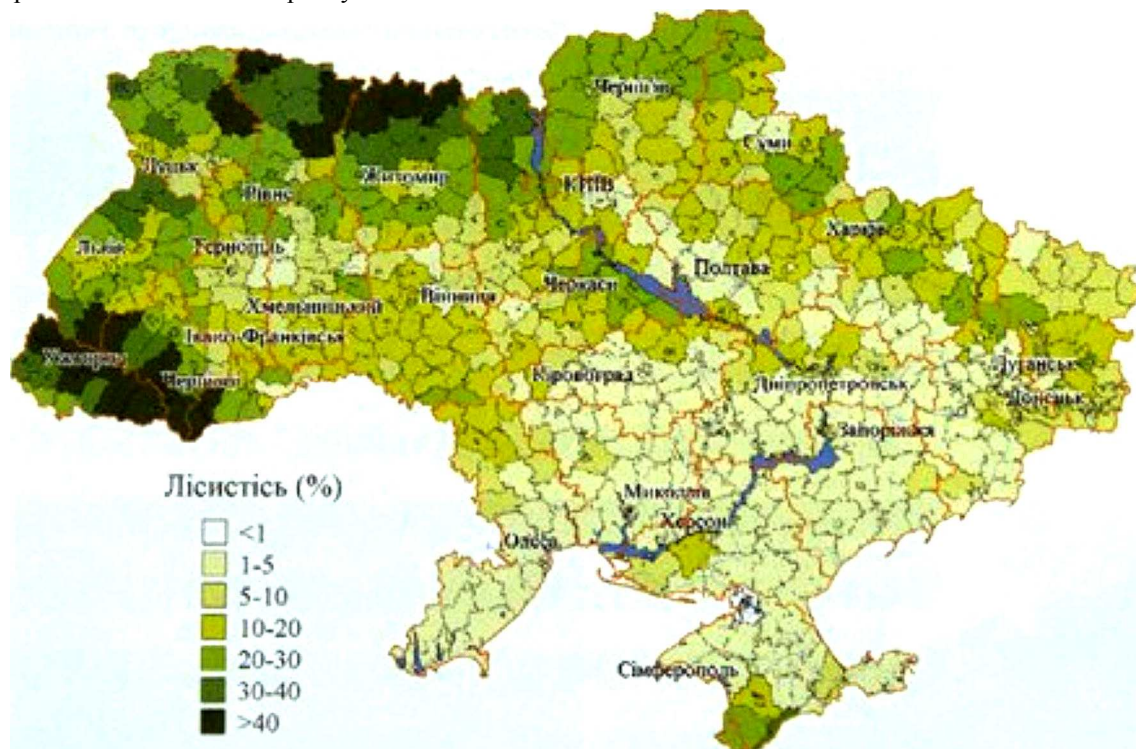 Чернігів
Суми
Луцьк
Рівне
Житомир
КИЇВ
Харків
Львів
Тернопіль
Полтава
Черкаси
Хмельницький
Вінниця
Івано-Франківськ
Ужгород
Чернівці
Кіровоград
Луганськ
Дніпропетровськ
Донецьк
Запоріжжя
Лісистісь (%)
Миколаїв
Херсон
Одеса
<1
1-5
5-10
10-20
20-30
30-40
>40
Сімферополь